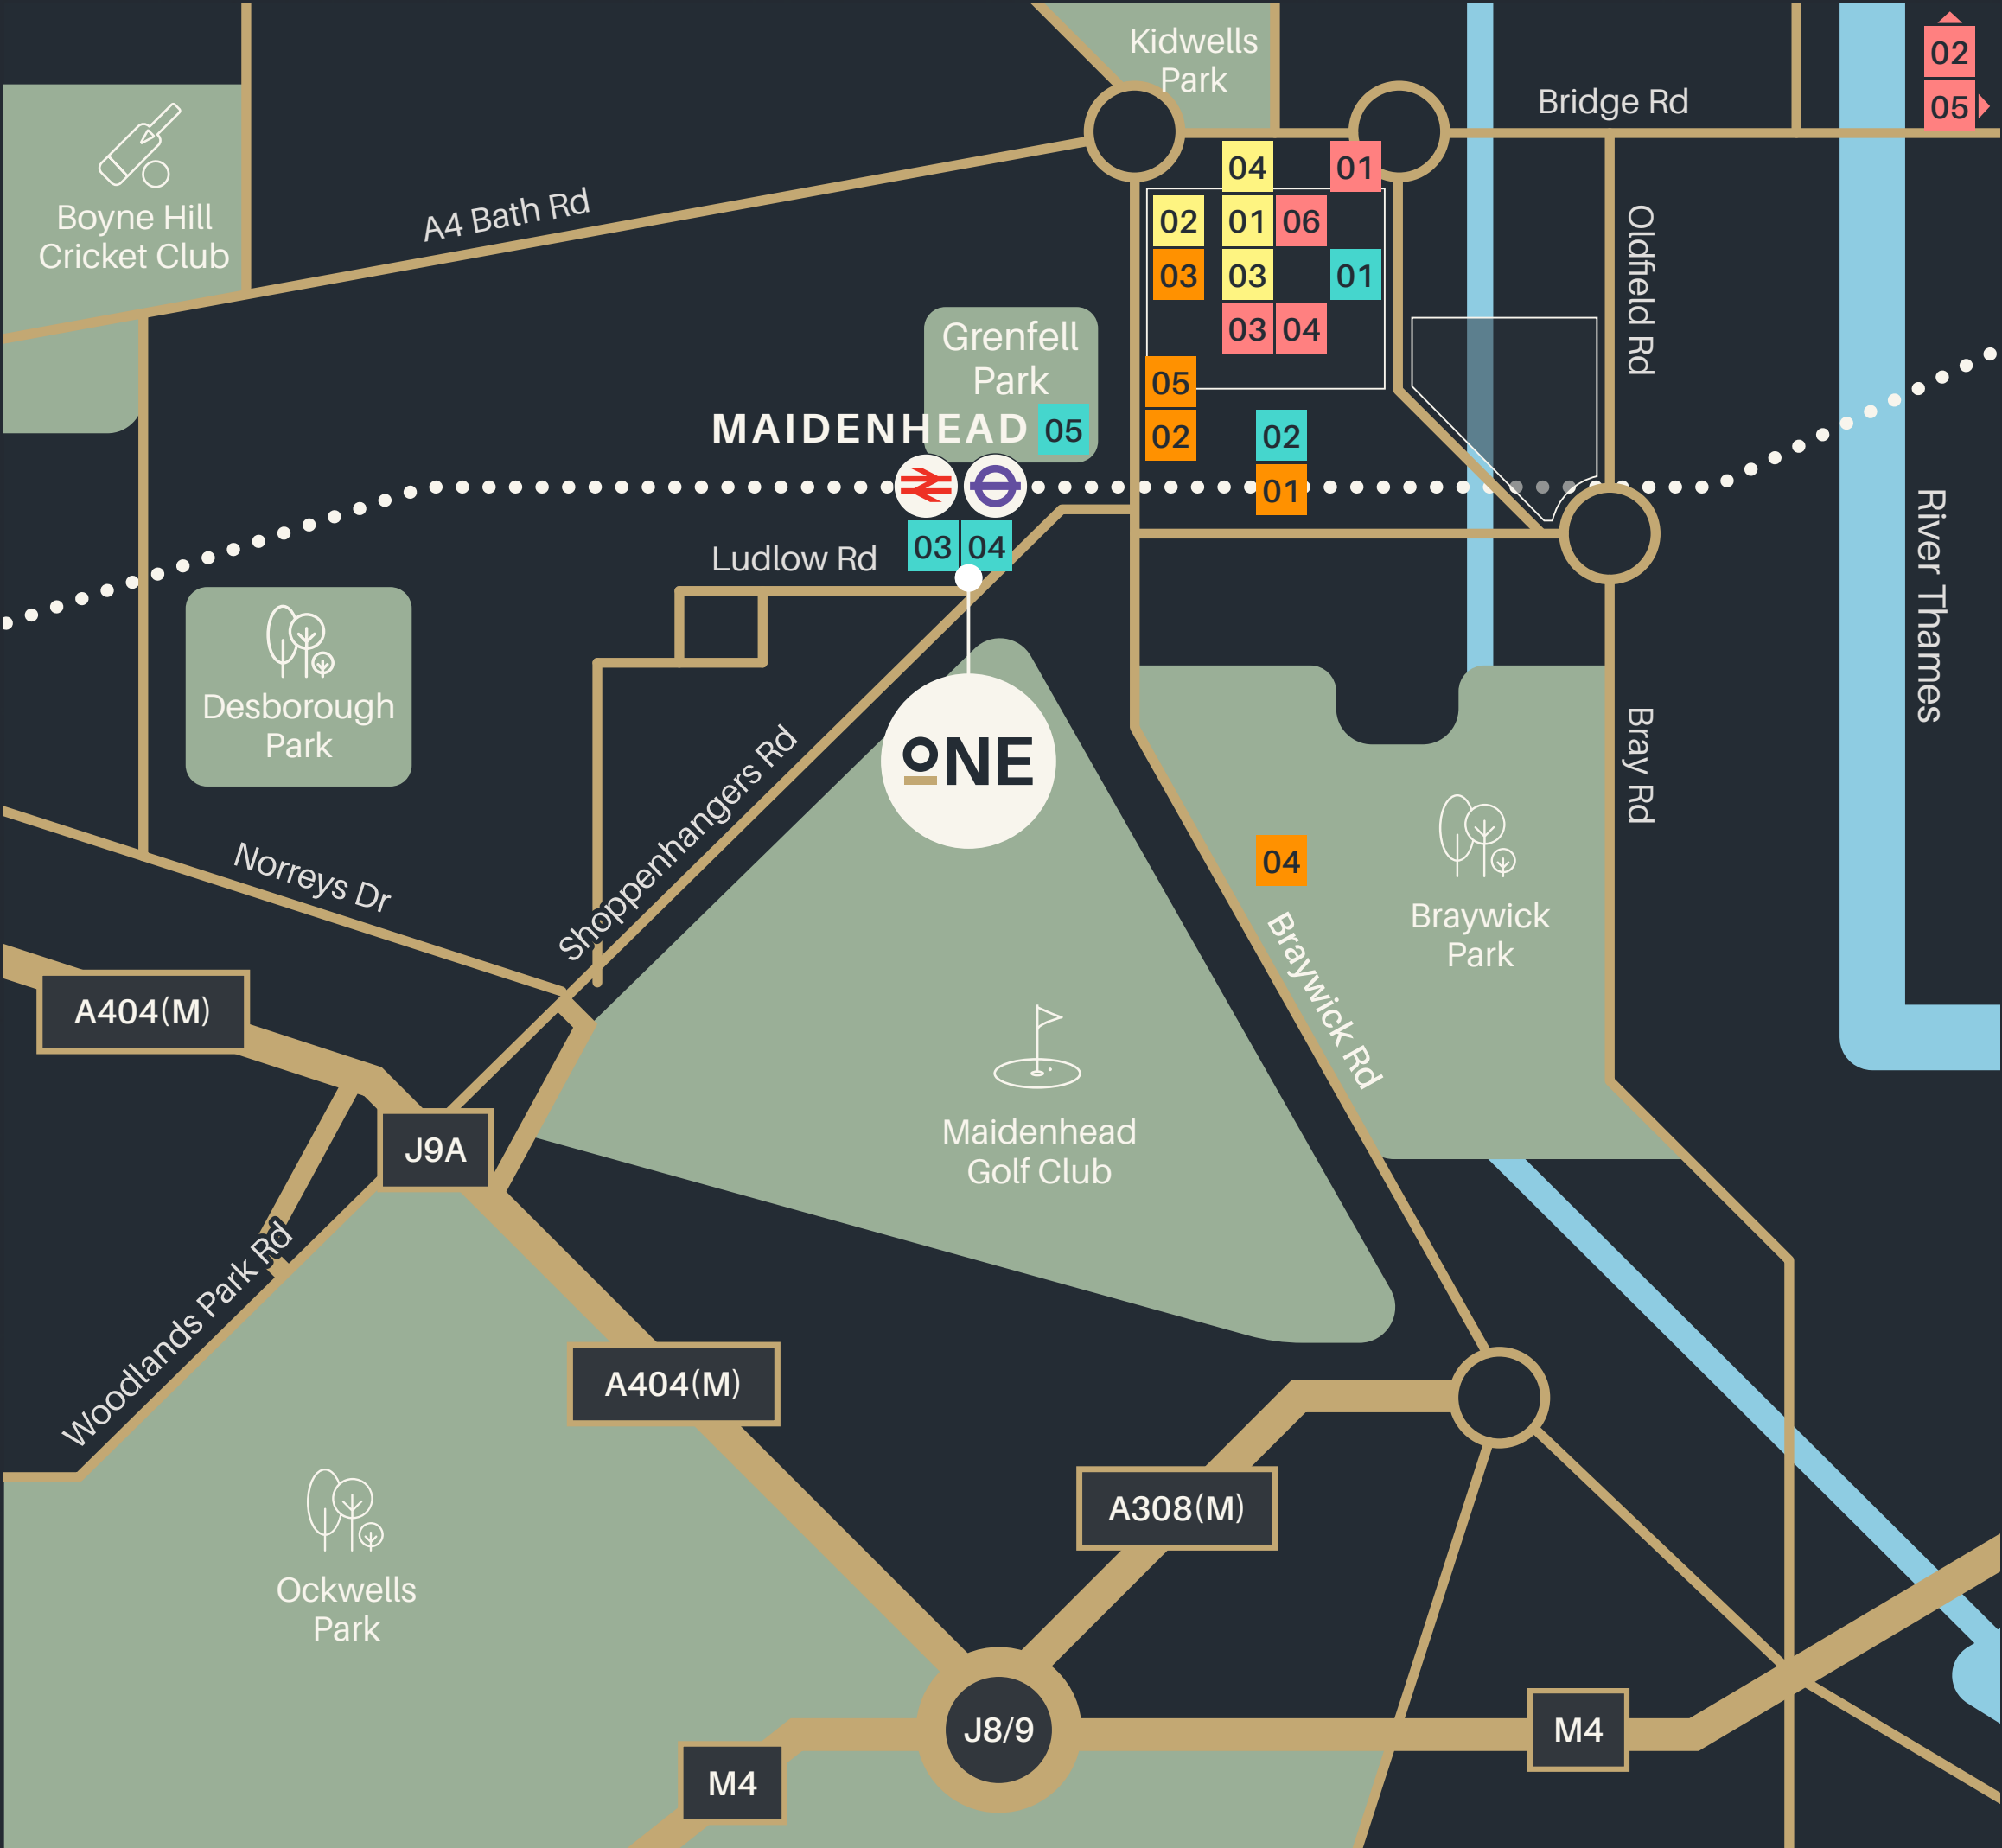 Kidwells
Park
02
05
Bridge Rd
Boyne Hill
Cricket Club
A4 Bath Rd
04
01
02
01
06
03
03
01
03
04
Oldfield Rd
Grenfell
Park
05
MAIDENHEAD
05
02
02
01
River Thames
Ludlow Rd
03
04
Desborough
Park
ONE
Shoppenhangers Rd
Bray Rd
Norreys Dr
04
Braywick
Park
Braywick Rd
A404(M)
J9A
Maidenhead
Golf Club
Woodlands Park Rd
A404(M)
A308(M)
Ockwells
Park
J8/9
M4
M4